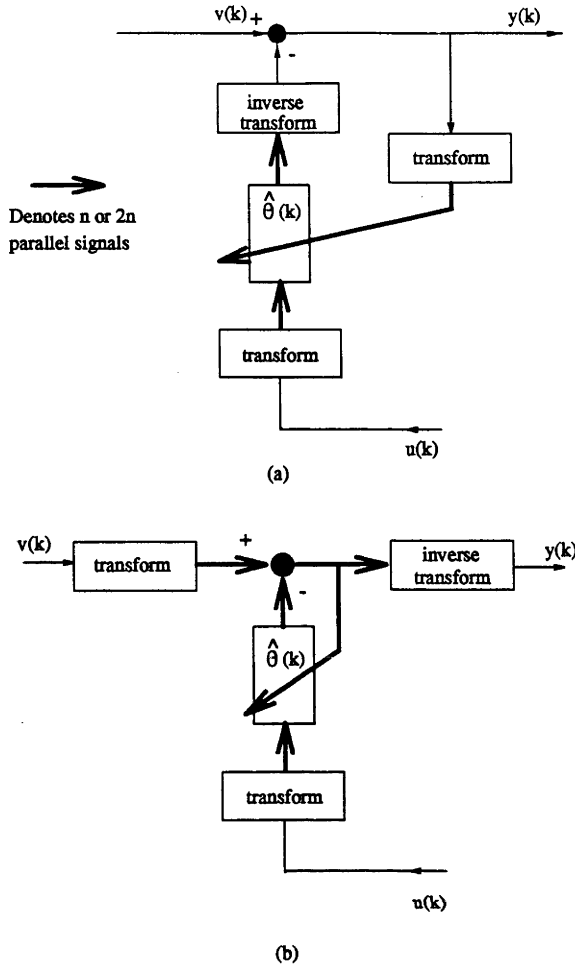 v(k) + y(k)
-
inverse
transform
transform
^
θ (k)
Denotes n or 2n
parallel signals
transform
u(k)
(a)
v(k) + y(k)
transform
inverse
transform
-
^
θ (k)
transform
u(k)
(b)